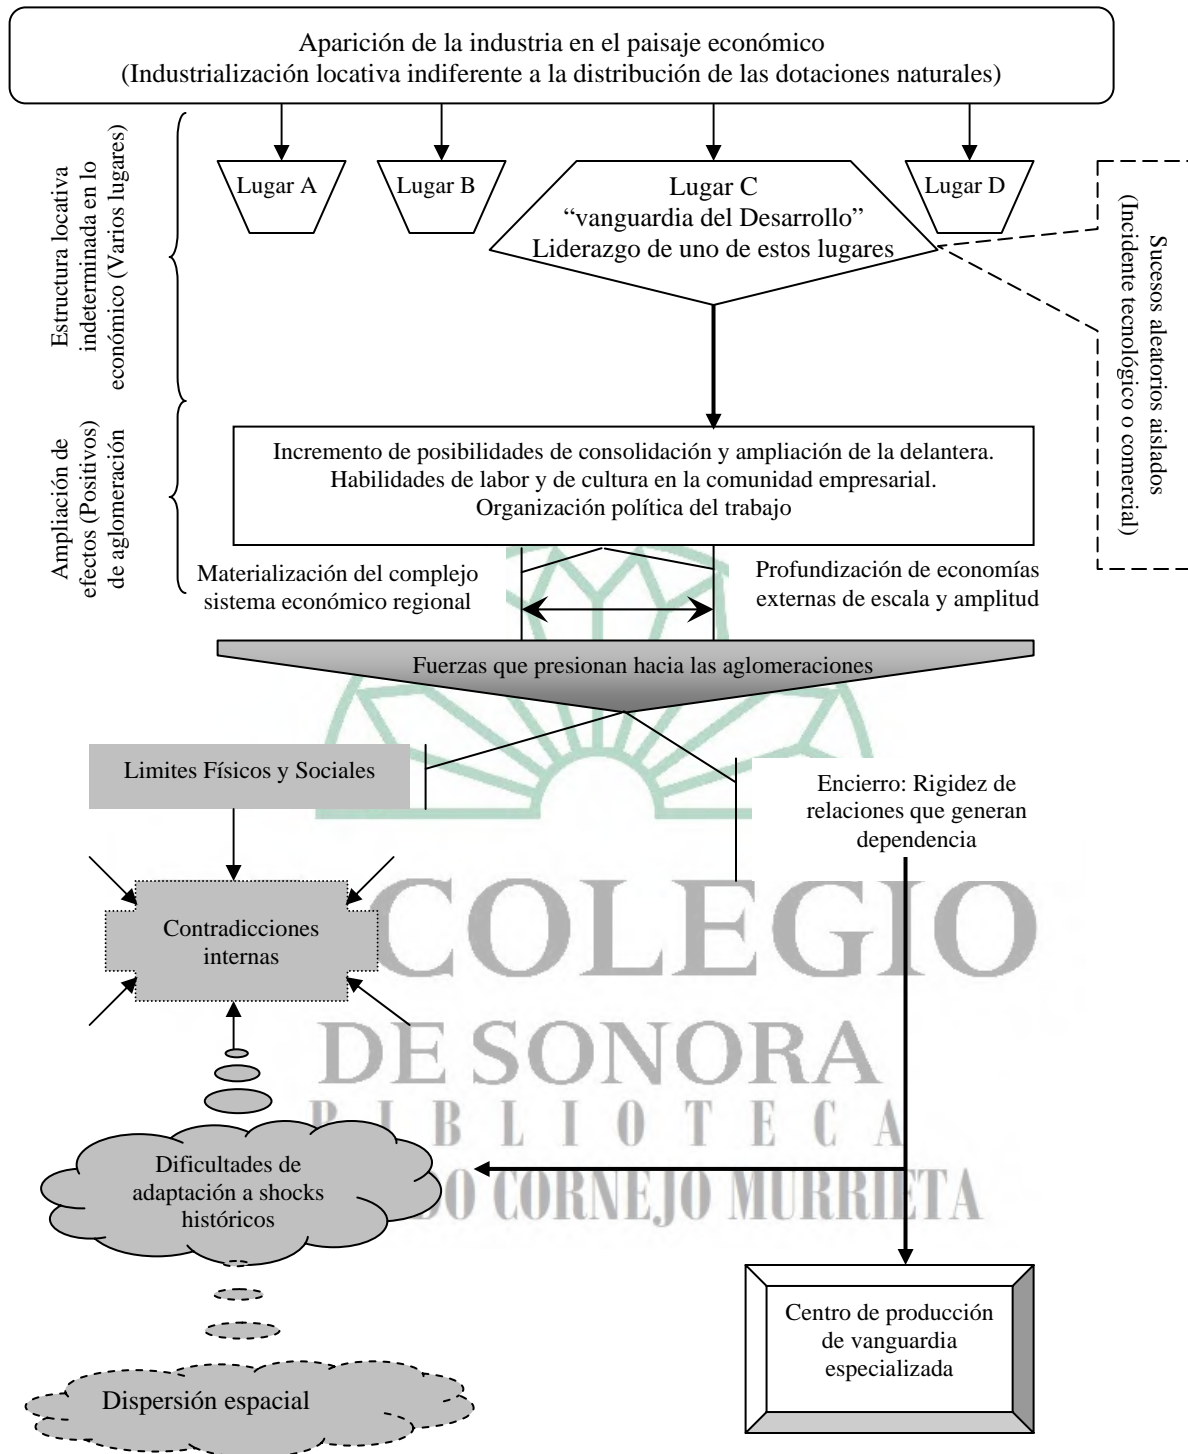 Aparición de la industria en el paisaje económico
(Industrialización locativa indiferente a la distribución de las dotaciones naturales)
Estructura locativa
indeterminada en lo
económico (Varios lugares)
Lugar A
Lugar B
Lugar C
“vanguardia del Desarrollo”
Liderazgo de uno de estos lugares
Lugar D
Sucesos aleatorios aislados
(Incidente tecnológico o comercial)
Ampliación de
efectos (Positivos)
de aglomeración
Incremento de posibilidades de consolidación y ampliación de la delantera.
Habilidades de labor y de cultura en la comunidad empresarial.
Organización política del trabajo
Materialización del complejo
sistema económico regional
Profundización de economías
externas de escala y amplitud
Fuerzas que presionan hacia las aglomeraciones
Limites Físicos y Sociales
Encierro: Rigidez de
relaciones que generan
dependencia
Contradicciones
internas
COLEGIO
DE SONORA
BIBLIOTECA
DO CORNEJO MURRIETA
Dificultades de
adaptación a shocks
históricos
Centro de producción
de vanguardia
especializada
Dispersión espacial